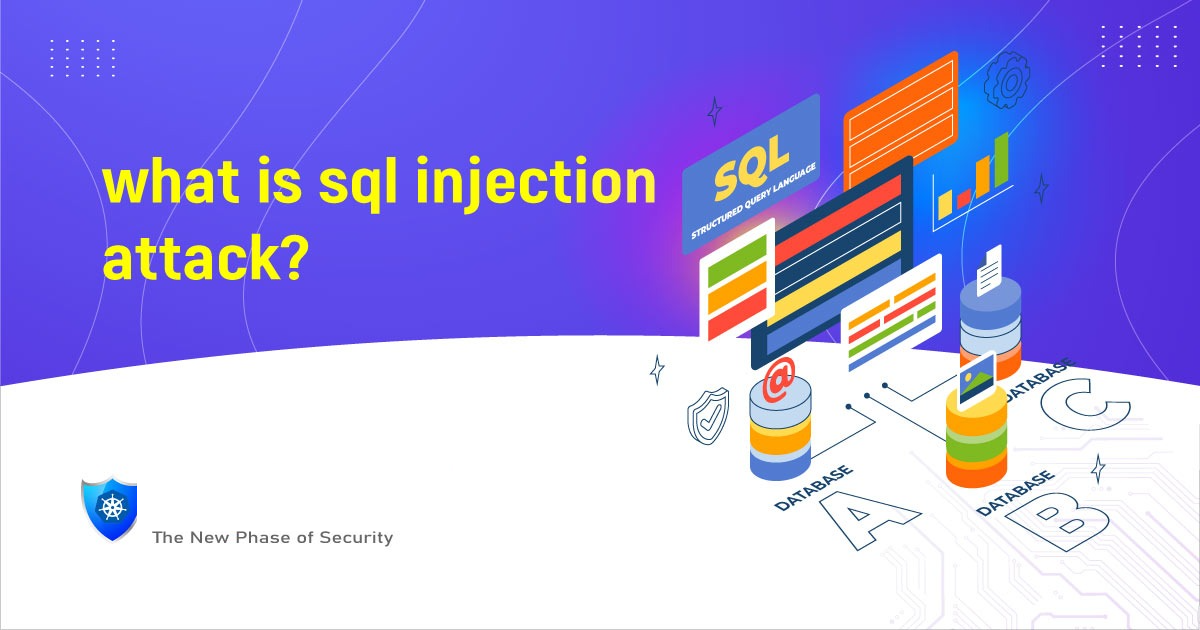 what is sql injection
attack?
SQL
STRUCTURED QUERY LANGUAGE
@
DATABASE
A
DATABASE
B
DATABASE
C
The New Phase of Security